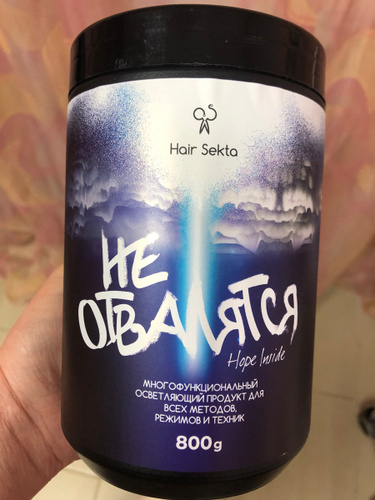 Hair Sekta
НЕ
ОТВАЛЯТСЯ
Hope Inside
МНОГОФУНКЦИОНАЛЬНЫЙ
ОСВЕТЛЯЮЩИЙ ПРОДУКТ ДЛЯ
ВСЕХ МЕТОДОВ,
РЕЖИМОВ И ТЕХНИК
800g